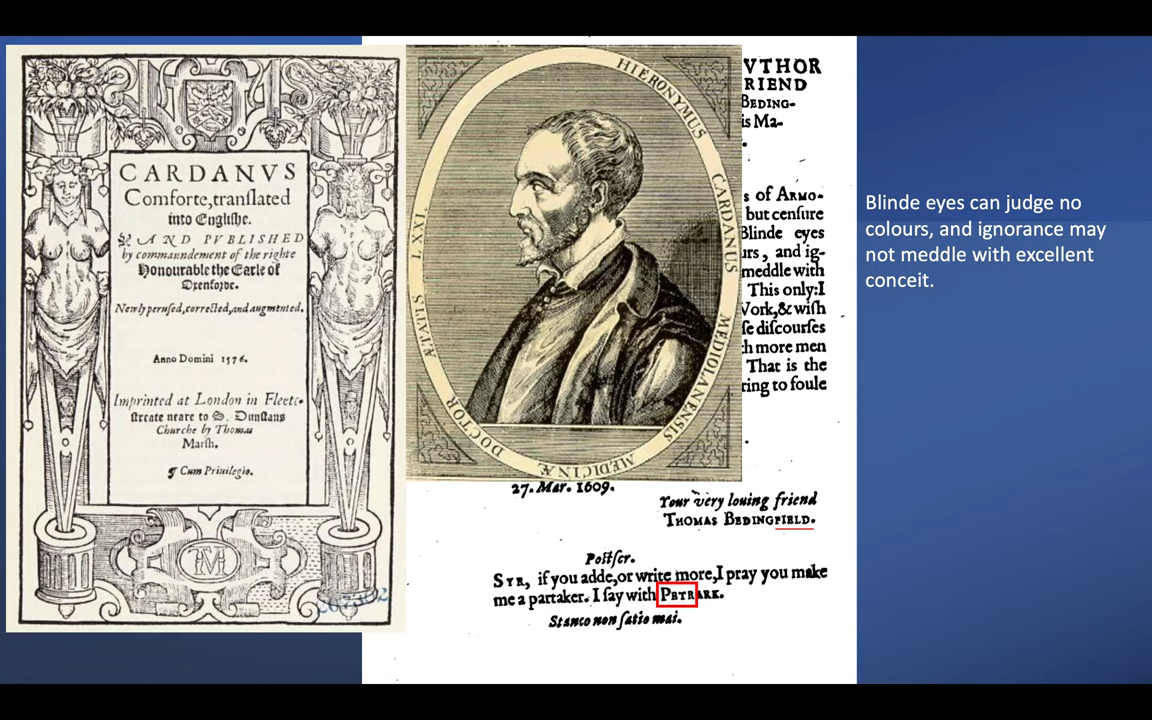 CARDANVS
Comforte, translated
into Englishe.
AND PVBLISHED
by commaundement of the righte
Honourable the Earle of
Oxenforde.
Newly perused, corrected, and augmented.
Anno Domini 1576.
Imprinted at London in Fleete-
streate neare to S. Dunstans
Churche by Thomas
Marsh.
¶ Cum Priuilegio.
HIERONYMUS CARDANUS MEDIOLANENSIS MEDICINÆ DOCTOR ÆTATIS LXXI
VTHOR
RIEND
BEDING-
is Ma-
s of ARMO-
but censure
Blinde eyes
urs, and ig-
meddle with
This only: I
Vork, & wish
se discourses
h more men
That is the
ring to foule
27. Mar. 1609.
Your very louing friend
THOMAS BEDINGFIELD.
Postscr.
SYR, if you adde, or write more, I pray you make
me a partaker. I say with PETRARK.
Stanco non satio mai.
Blinde eyes can judge no
colours, and ignorance may
not meddle with excellent
conceit.